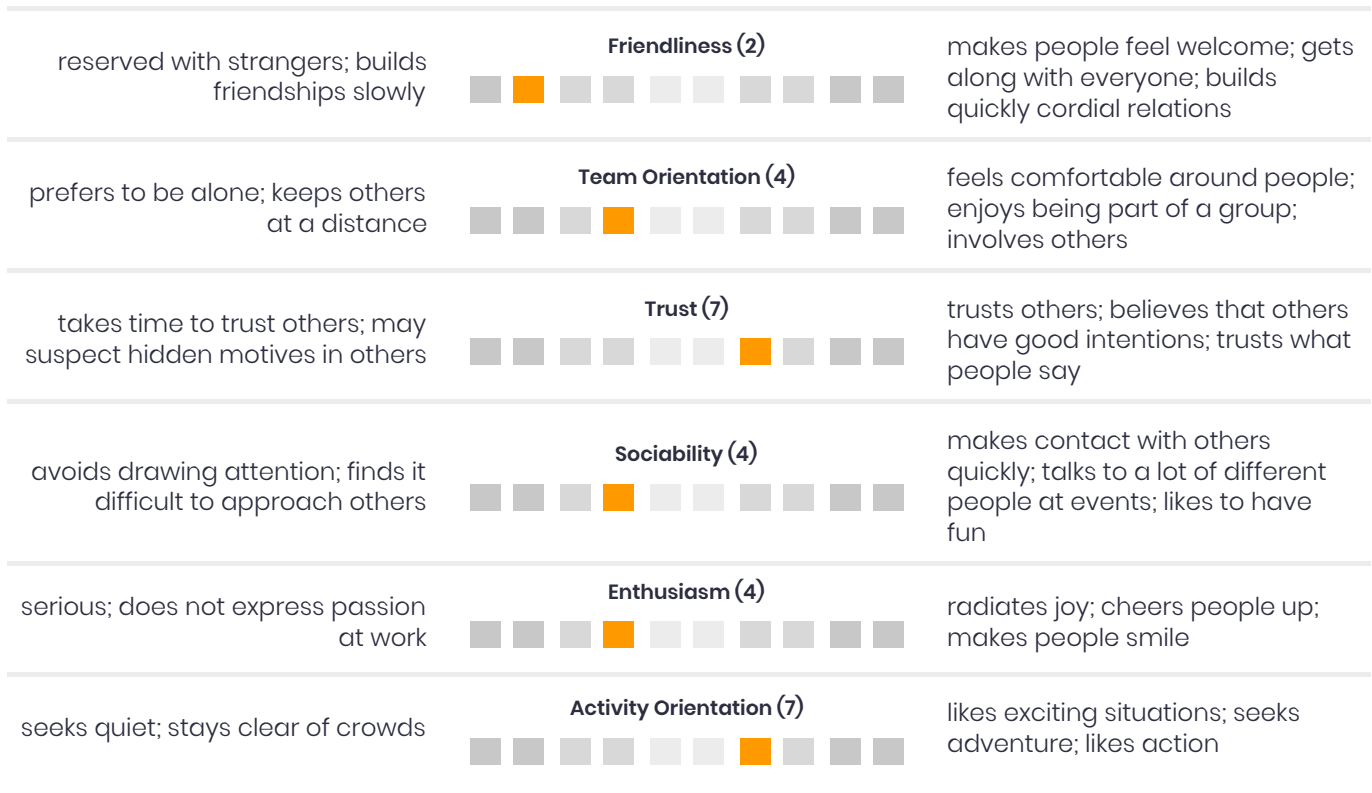 reserved with strangers; builds
friendships slowly
Friendliness (2)
makes people feel welcome; gets
along with everyone; builds
quickly cordial relations
prefers to be alone; keeps others
at a distance
Team Orientation (4)
feels comfortable around people;
enjoys being part of a group;
involves others
takes time to trust others; may
suspect hidden motives in others
Trust (7)
trusts others; believes that others
have good intentions; trusts what
people say
avoids drawing attention; finds it
difficult to approach others
Sociability (4)
makes contact with others
quickly; talks to a lot of different
people at events; likes to have
fun
serious; does not express passion
at work
Enthusiasm (4)
radiates joy; cheers people up;
makes people smile
seeks quiet; stays clear of crowds
Activity Orientation (7)
likes exciting situations; seeks
adventure; likes action